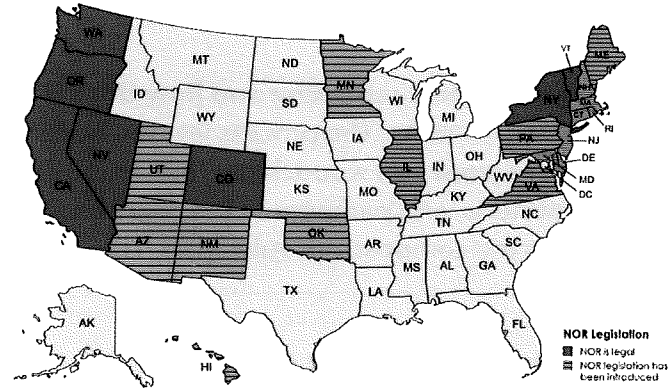 WA
VT
ME
MT
ND
OR
MN
ID
SD
WI
NY
MI
WY
RI
IA
PA
NJ
NE
OH
DE
NV
UT
IL
IN
MD
CO
WV
VA
DC
CA
KS
MO
KY
NC
TN
AZ
NM
OK
AR
SC
MS
AL
GA
TX
LA
FL
AK
HI
NOR Legislation
NOR is legal
NOR legislation has
been introduced